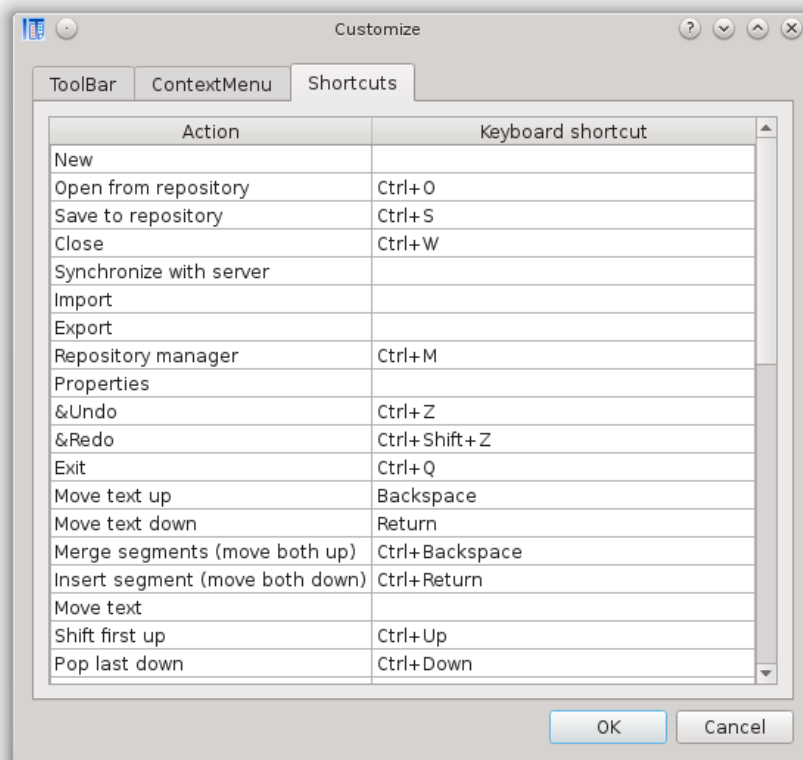 Customize
ToolBar ContextMenu Shortcuts
Action Keyboard shortcut
New
Open from repository Ctrl+O
Save to repository Ctrl+S
Close Ctrl+W
Synchronize with server
Import
Export
Repository manager Ctrl+M
Properties
&Undo Ctrl+Z
&Redo Ctrl+Shift+Z
Exit Ctrl+Q
Move text up Backspace
Move text down Return
Merge segments (move both up) Ctrl+Backspace
Insert segment (move both down) Ctrl+Return
Move text
Shift first up Ctrl+Up
Pop last down Ctrl+Down
OK Cancel